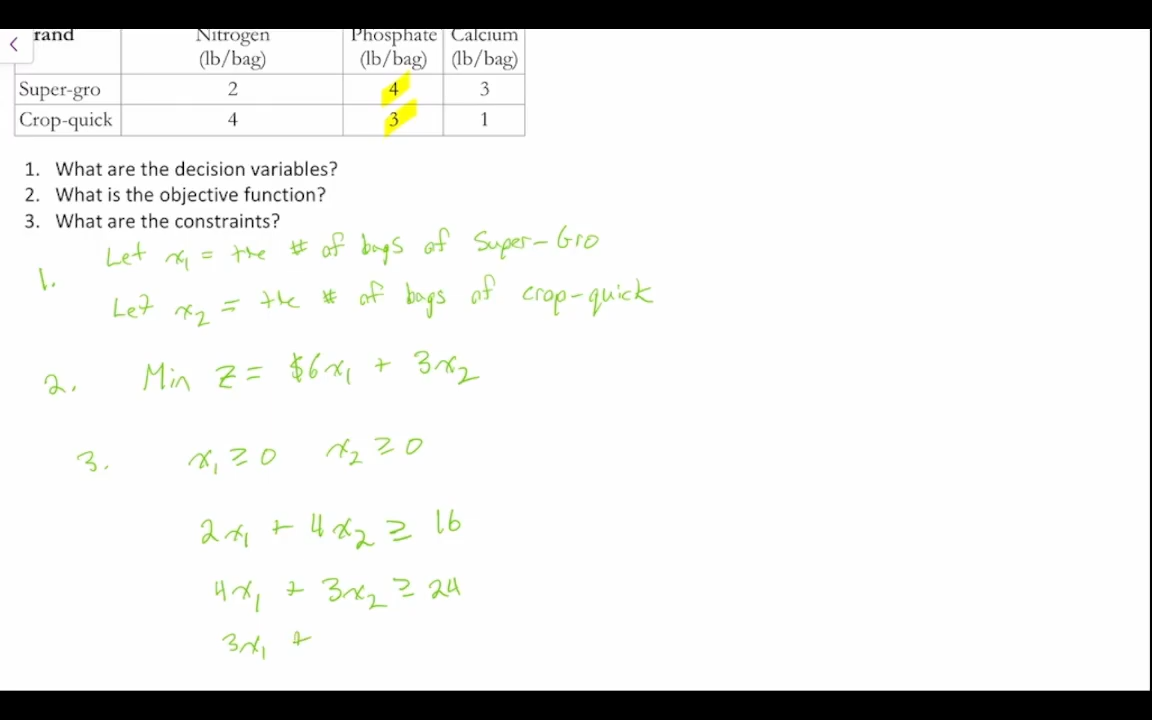 rand Nitrogen (lb/bag) Phosphate (lb/bag) Calcium (lb/bag)
Super-gro 2 4 3
Crop-quick 4 3 1
1. What are the decision variables?
2. What is the objective function?
3. What are the constraints?
1. Let x₁ = the # of bags of Super-Gro
Let x₂ = the # of bags of crop-quick
2. Min Z = $6x₁ + 3x₂
3. x₁ ≥ 0 x₂ ≥ 0
2x₁ + 4x₂ ≥ 16
4x₁ + 3x₂ ≥ 24
3x₁ +